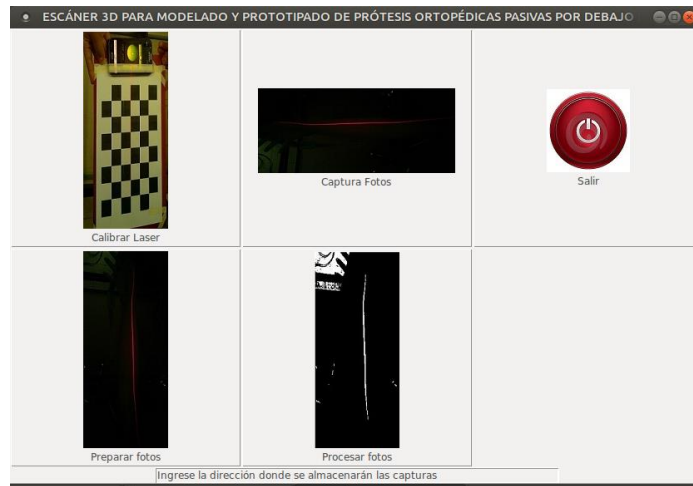 ESCÁNER 3D PARA MODELADO Y PROTOTIPADO DE PRÓTESIS ORTOPÉDICAS PASIVAS POR DEBAJO
Calibrar Laser
Captura Fotos
Salir
Preparar fotos
Procesar fotos
Ingrese la dirección donde se almacenarán las capturas